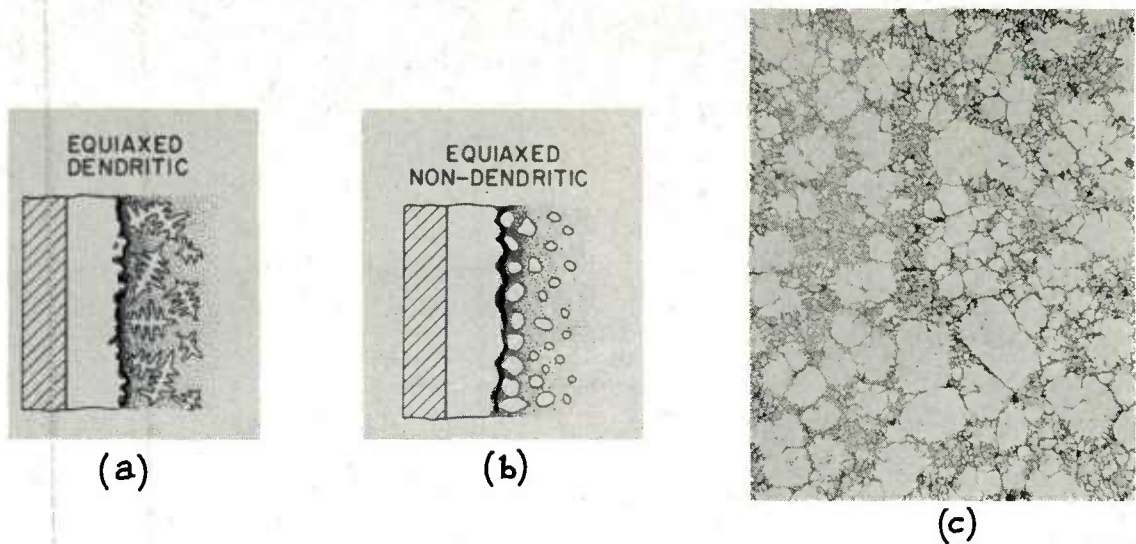 EQUIAXED
DENDRITIC
(a)
EQUIAXED
NON-DENDRITIC
(b)
(c)